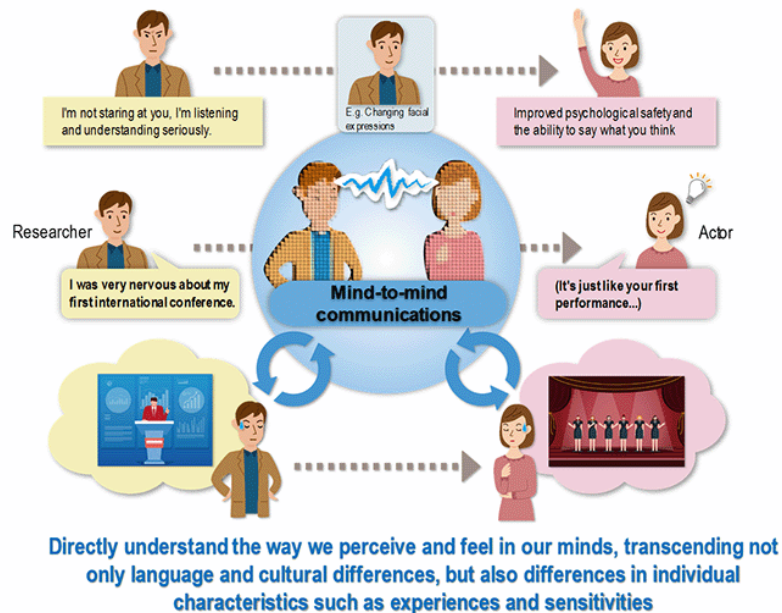 I'm not staring at you, I'm listening
and understanding seriously.
E.g. Changing facial
expressions
Improved psychological safety and
the ability to say what you think
Researcher
I was very nervous about my
first international conference.
Mind-to-mind
communications
Actor
(It's just like your first
performance...)
Directly understand the way we perceive and feel in our minds, transcending not
only language and cultural differences, but also differences in individual
characteristics such as experiences and sensitivities